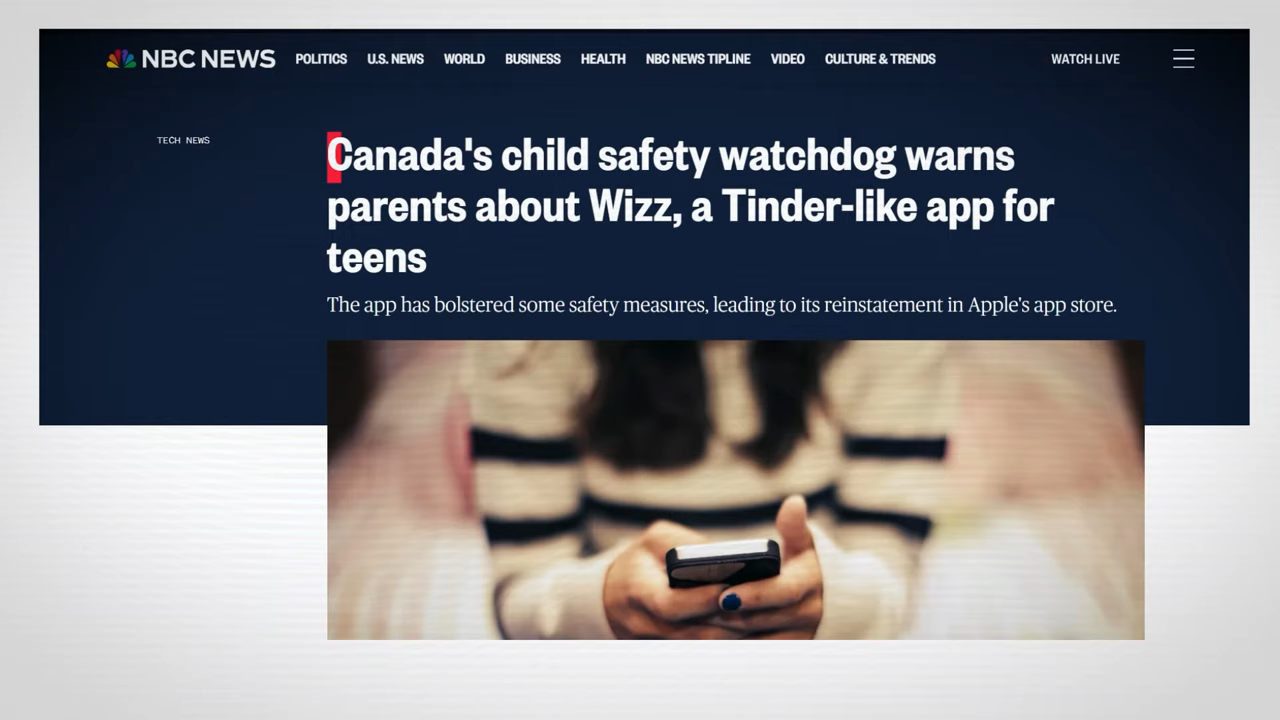 NBC NEWS POLITICS U.S. NEWS WORLD BUSINESS HEALTH NBC NEWS TIPLINE VIDEO CULTURE & TRENDS WATCH LIVE
TECH NEWS
Canada's child safety watchdog warns
parents about Wizz, a Tinder-like app for
teens
The app has bolstered some safety measures, leading to its reinstatement in Apple's app store.